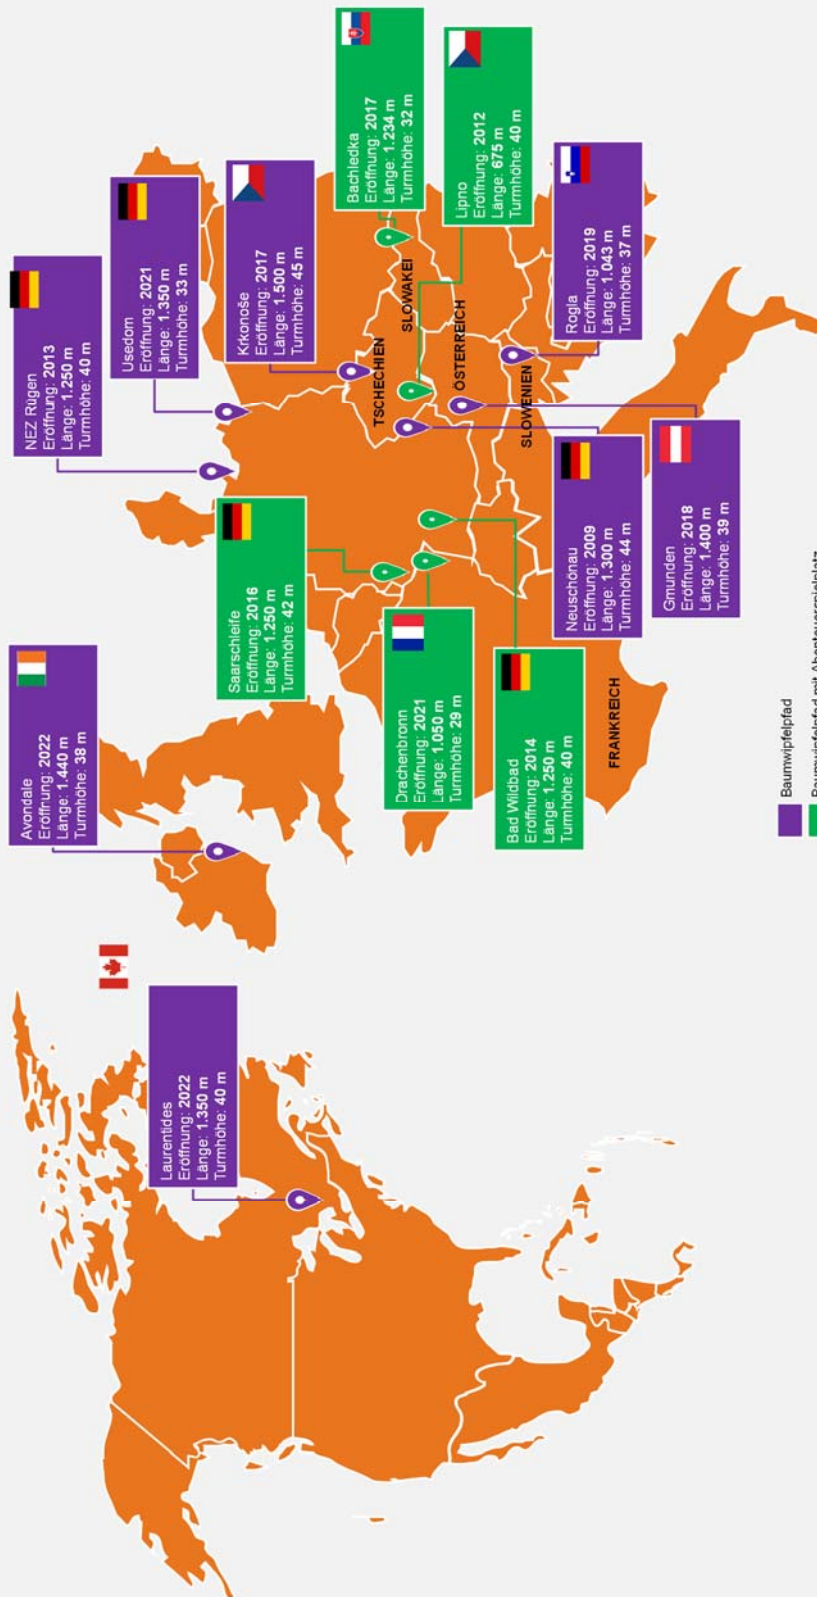 Laurentides
Eröffnung: 2022
Länge: 1.350 m
Turmhöhe: 40 m
Avondale
Eröffnung: 2022
Länge: 1.440 m
Turmhöhe: 38 m
NEZ Rügen
Eröffnung: 2013
Länge: 1.250 m
Turmhöhe: 40 m
Usedom
Eröffnung: 2021
Länge: 1.350 m
Turmhöhe: 33 m
Krkonoše
Eröffnung: 2017
Länge: 1.500 m
Turmhöhe: 45 m
Bachledka
Eröffnung: 2017
Länge: 1.234 m
Turmhöhe: 32 m
Lipno
Eröffnung: 2012
Länge: 675 m
Turmhöhe: 40 m
Rogla
Eröffnung: 2019
Länge: 1.043 m
Turmhöhe: 37 m
Saarschleife
Eröffnung: 2016
Länge: 1.250 m
Turmhöhe: 42 m
Drachenbronn
Eröffnung: 2021
Länge: 1.050 m
Turmhöhe: 29 m
Bad Wildbad
Eröffnung: 2014
Länge: 1.250 m
Turmhöhe: 40 m
Neuschönau
Eröffnung: 2009
Länge: 1.300 m
Turmhöhe: 44 m
Gmunden
Eröffnung: 2018
Länge: 1.400 m
Turmhöhe: 39 m
TSCHECHIEN
SLOWAKEI
ÖSTERREICH
SLOWENIEN
FRANKREICH
Baumwipfelpfad
Baumwipfelpfad mit Abenteuerspielplatz